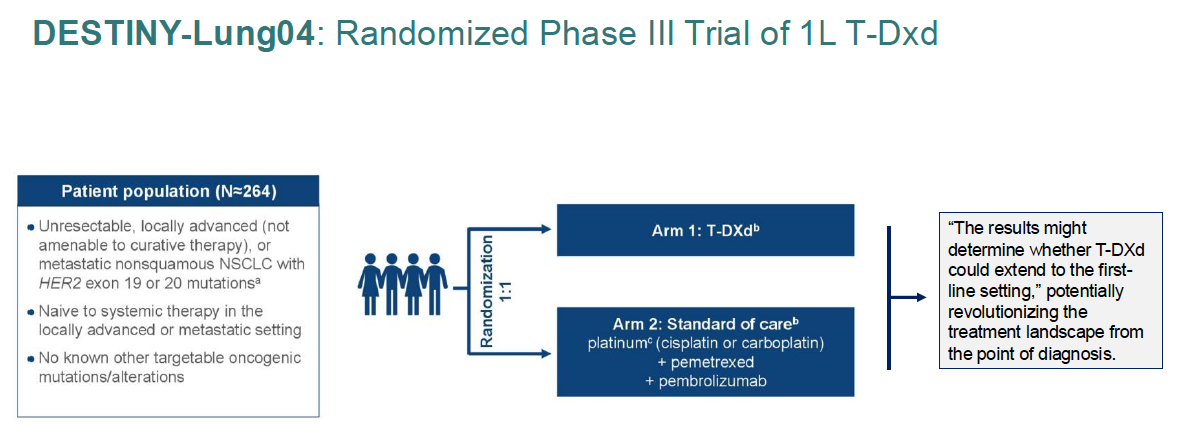 DESTINY-Lung04: Randomized Phase III Trial of 1L T-Dxd
Patient population (N≈264)
• Unresectable, locally advanced (not
amenable to curative therapy), or
metastatic nonsquamous NSCLC with
HER2 exon 19 or 20 mutationsᵃ
• Naive to systemic therapy in the
locally advanced or metastatic setting
• No known other targetable oncogenic
mutations/alterations
Randomization
1:1
Arm 1: T-DXdᵇ
Arm 2: Standard of careᵇ
platinumᶜ (cisplatin or carboplatin)
+ pemetrexed
+ pembrolizumab
“The results might
determine whether T-DXd
could extend to the first-
line setting,” potentially
revolutionizing the
treatment landscape from
the point of diagnosis.